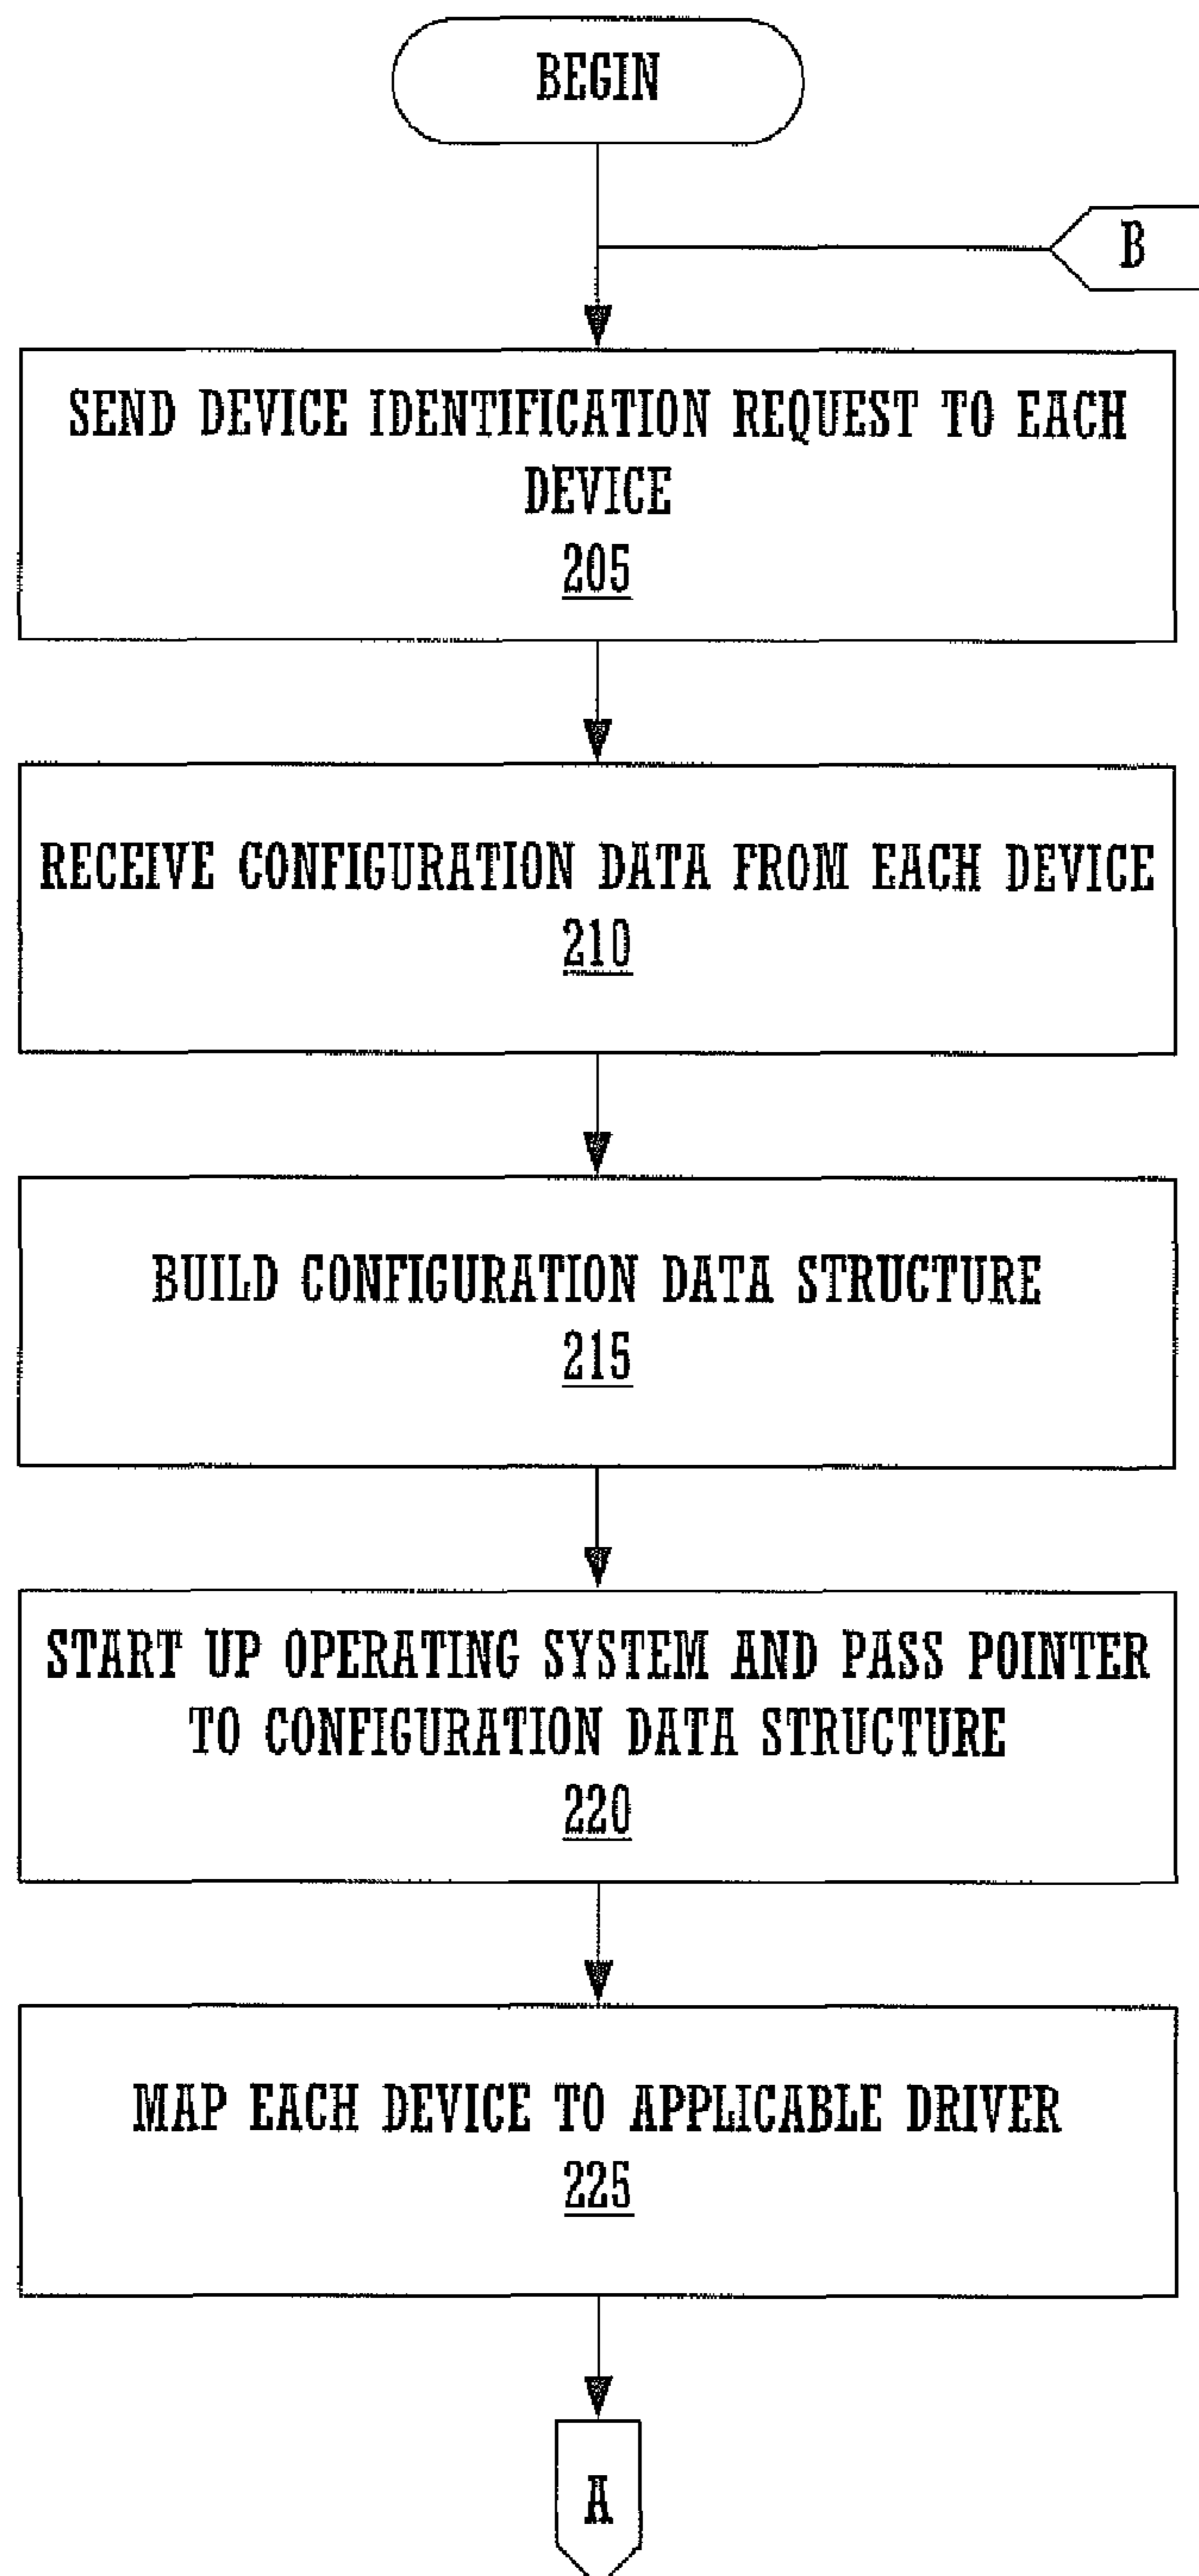 BEGIN
B
SEND DEVICE IDENTIFICATION REQUEST TO EACH
DEVICE
205
RECEIVE CONFIGURATION DATA FROM EACH DEVICE
210
BUILD CONFIGURATION DATA STRUCTURE
215
START UP OPERATING SYSTEM AND PASS POINTER
TO CONFIGURATION DATA STRUCTURE
220
MAP EACH DEVICE TO APPLICABLE DRIVER
225
A